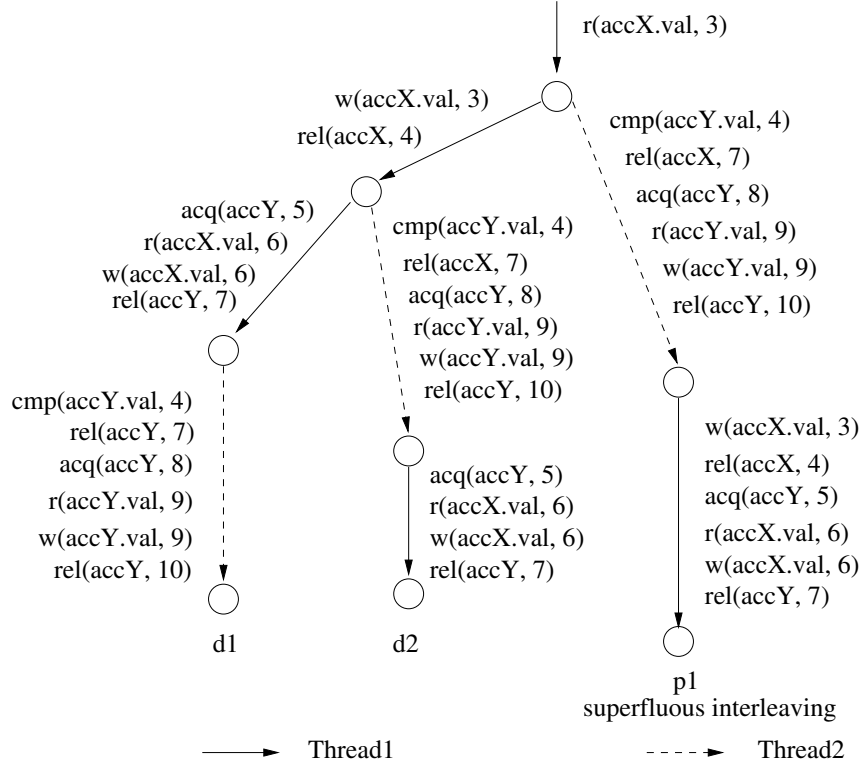 r(accX.val, 3)
w(accX.val, 3)
rel(accX, 4)
cmp(accY.val, 4)
rel(accX, 7)
acq(accY, 8)
r(accY.val, 9)
w(accY.val, 9)
rel(accY, 10)
acq(accY, 5)
r(accX.val, 6)
w(accX.val, 6)
rel(accY, 7)
cmp(accY.val, 4)
rel(accX, 7)
acq(accY, 8)
r(accY.val, 9)
w(accY.val, 9)
rel(accY, 10)
cmp(accY.val, 4)
rel(accY, 7)
acq(accY, 8)
r(accY.val, 9)
w(accY.val, 9)
rel(accY, 10)
acq(accY, 5)
r(accX.val, 6)
w(accX.val, 6)
rel(accY, 7)
w(accX.val, 3)
rel(accX, 4)
acq(accY, 5)
r(accX.val, 6)
w(accX.val, 6)
rel(accY, 7)
d1
d2
p1
superfluous interleaving
Thread1
Thread2